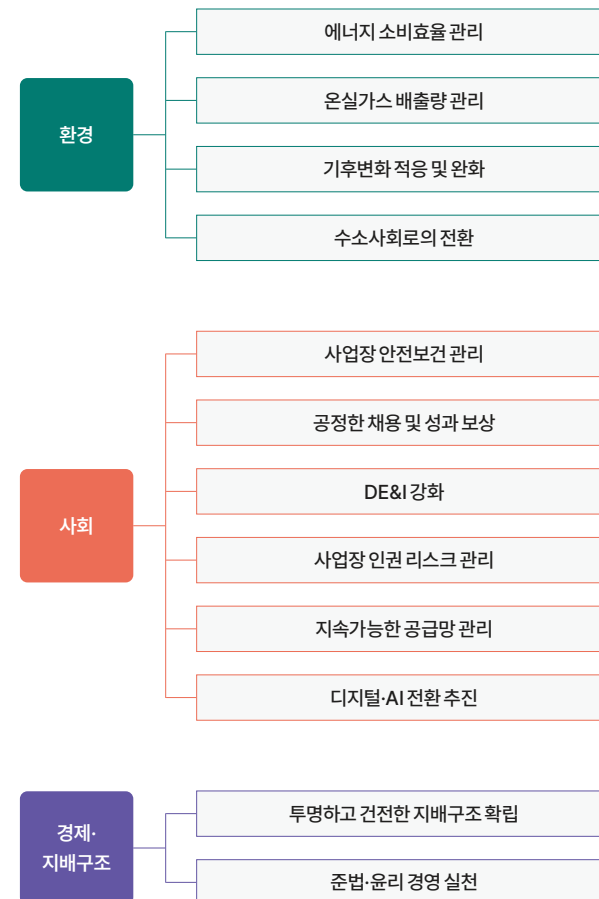 환경
에너지 소비효율 관리
온실가스 배출량 관리
기후변화 적응 및 완화
수소사회로의 전환
사회
사업장 안전보건 관리
공정한 채용 및 성과 보상
DE&I 강화
사업장 인권 리스크 관리
지속가능한 공급망 관리
디지털·AI 전환 추진
경제·
지배구조
투명하고 건전한 지배구조 확립
준법·윤리 경영 실천